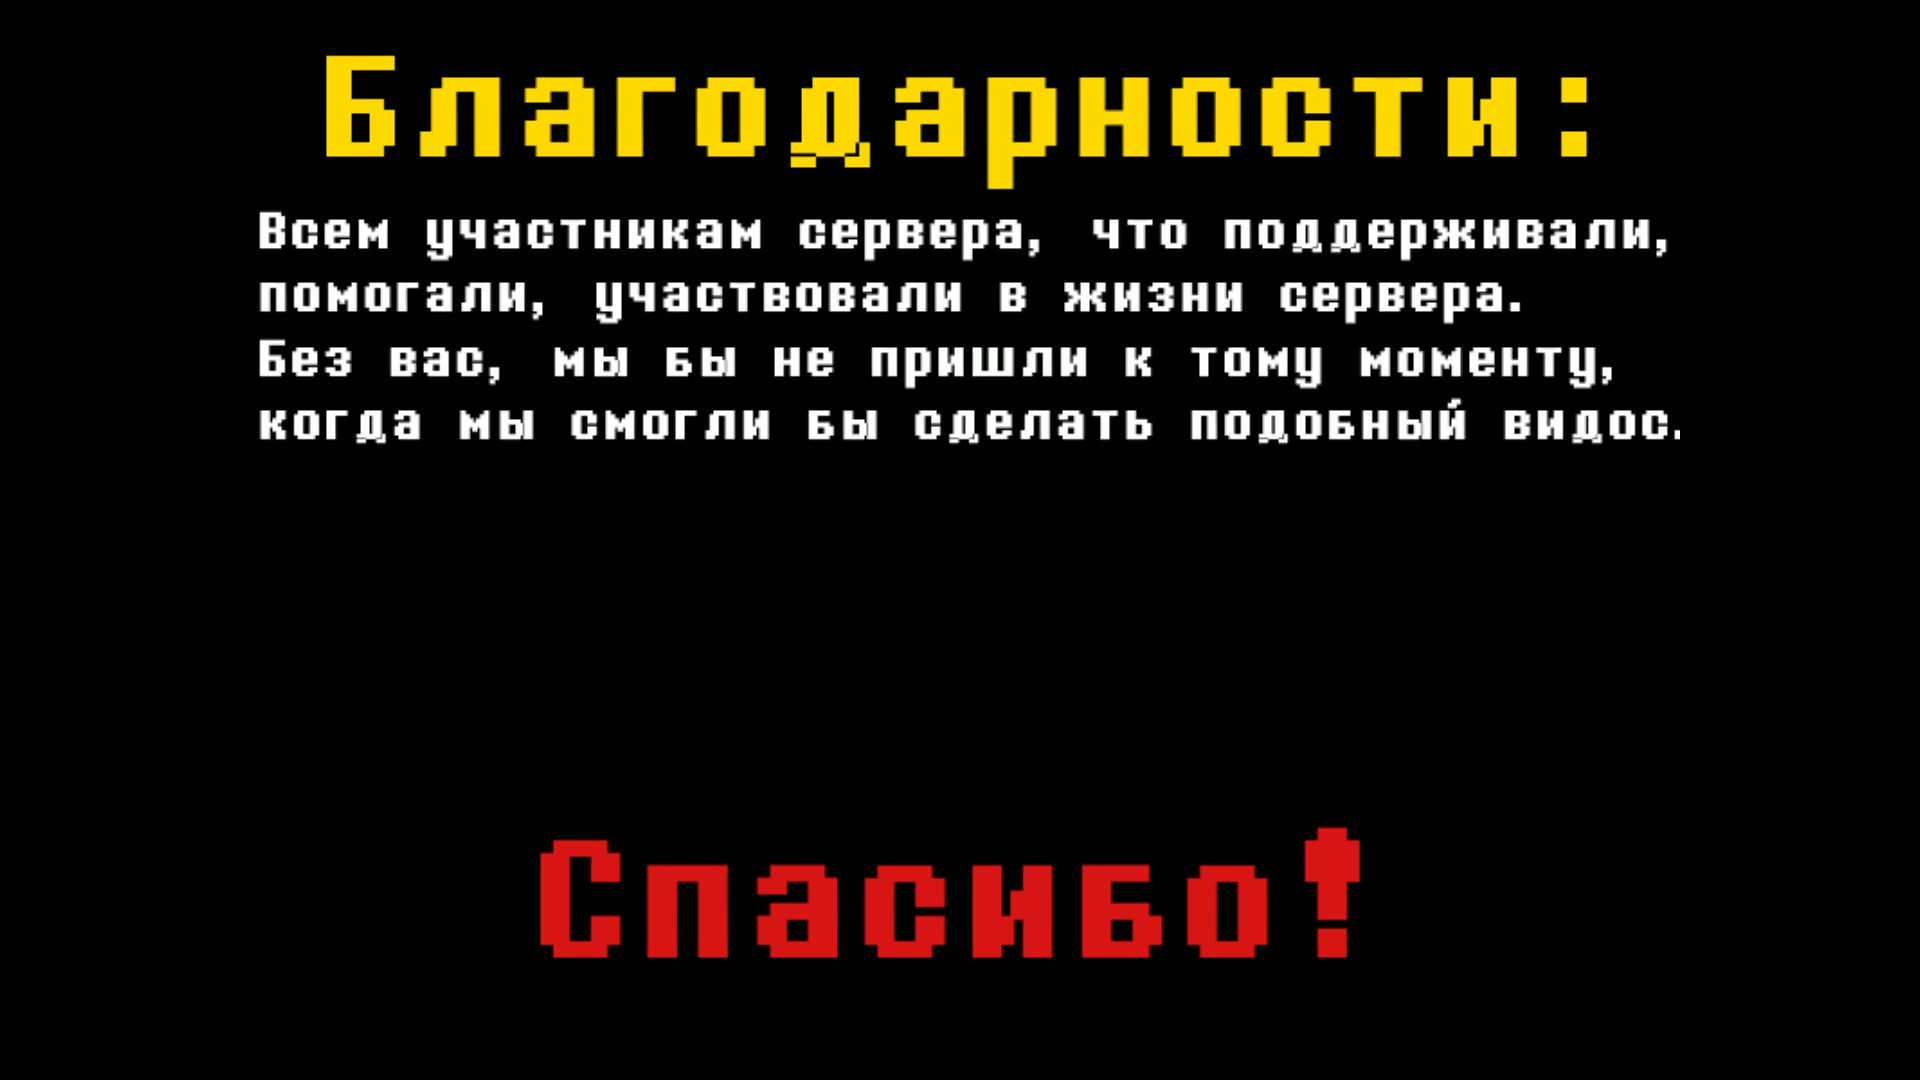 Благодарности:
Всем участникам сервера, что поддерживали,
помогали, участвовали в жизни сервера.
Без вас, мы бы не пришли к тому моменту,
когда мы смогли бы сделать подобный видос.
Спасибо!